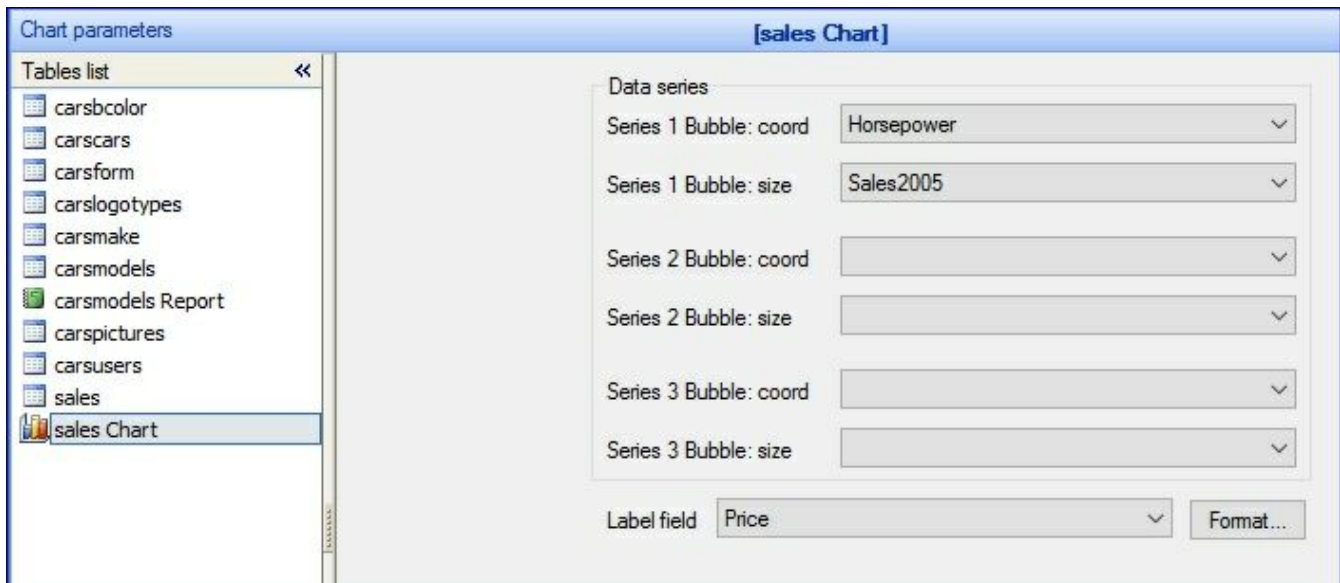 Chart parameters
[sales Chart]
Tables list «
carsbcolor
carscars
carsform
carslogotypes
carsmake
carsmodels
carsmodels Report
carspictures
carsusers
sales
sales Chart
Data series
Series 1 Bubble: coord Horsepower
Series 1 Bubble: size Sales2005
Series 2 Bubble: coord
Series 2 Bubble: size
Series 3 Bubble: coord
Series 3 Bubble: size
Label field Price Format...